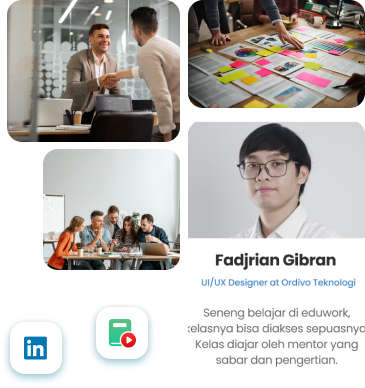 Fadjrian Gibran
UI/UX Designer at Ordivo Teknologi
Seneng belajar di eduwork,
kelasnya bisa diakses sepuasnya
Kelas diajar oleh mentor yang
sabar dan pengertian.
in